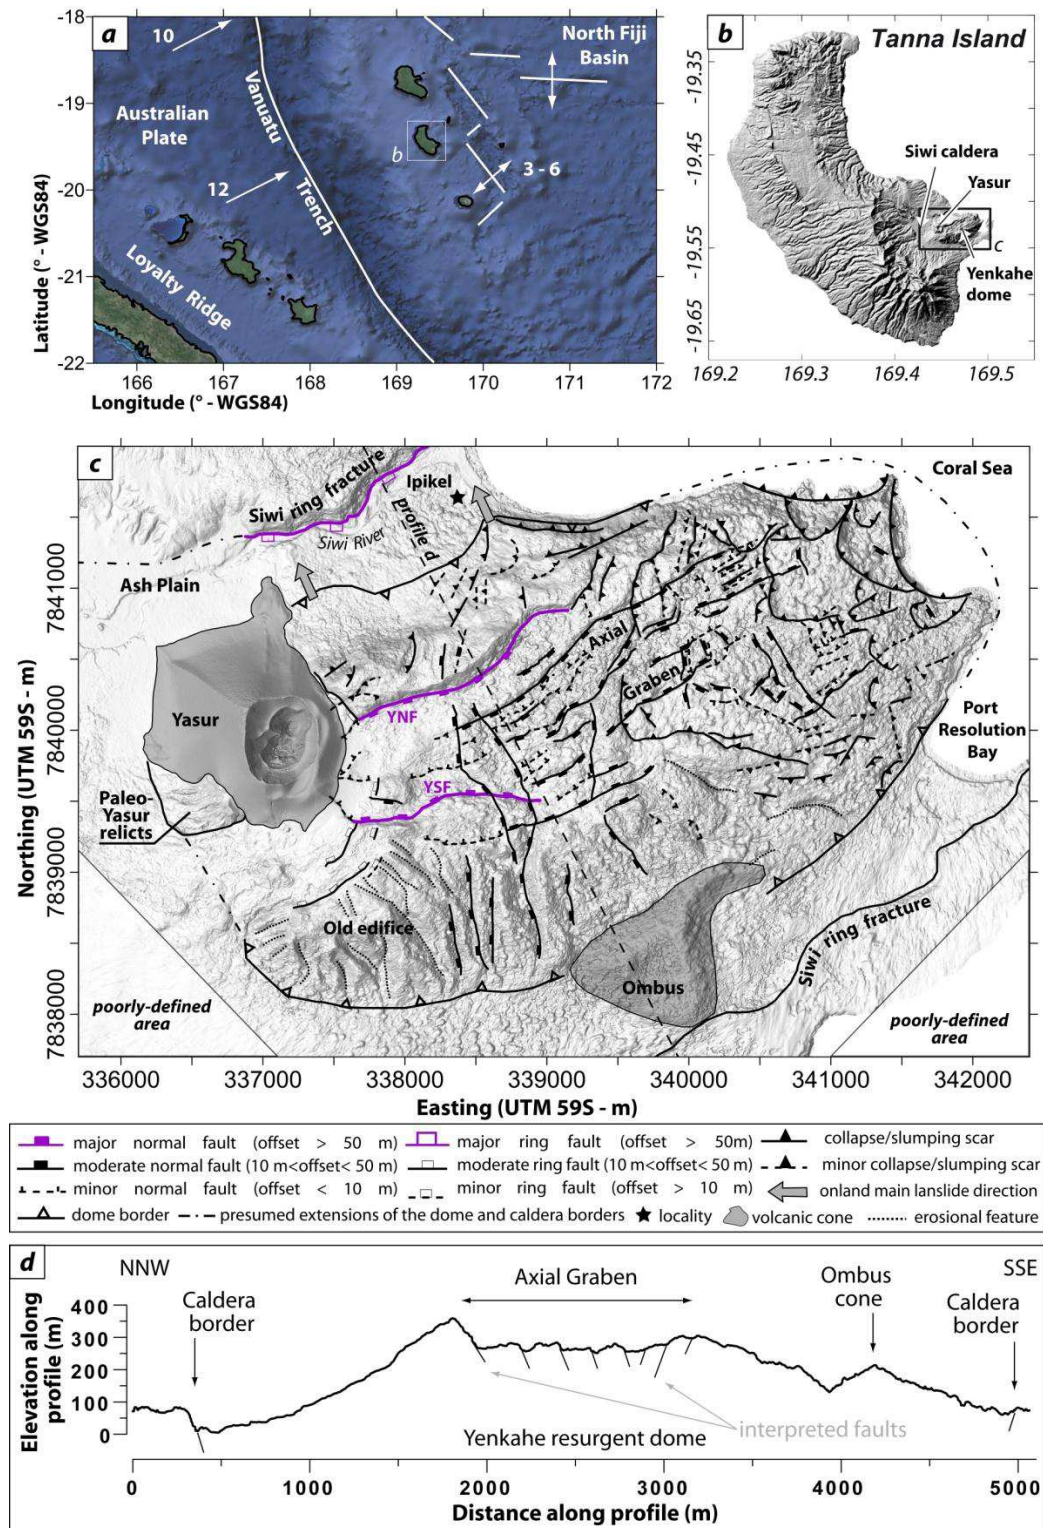 a
-18
-19
-20
-21
-22
Latitude (° - WGS84)
166
167
168
169
170
171
172
Longitude (° - WGS84)
10
12
3 - 6
b
Australian
Plate
Vanuatu
Trench
North Fiji
Basin
Loyalty Ridge
b
Tanna Island
-19.35
-19.45
-19.55
-19.65
169.2
169.3
169.4
169.5
Siwi caldera
Yasur
c
Yenkahe
dome
c
Siwi ring fracture
Ipikel
Coral Sea
Siwi River
profile d
Ash Plain
Axial
Graben
Yasur
YNF
YSF
Port
Resolution
Bay
Paleo-
Yasur
relicts
Old edifice
Ombus
Siwi ring fracture
poorly-defined
area
poorly-defined
area
7841000
7840000
7839000
7838000
Northing (UTM 59S - m)
336000
337000
338000
339000
340000
341000
342000
Easting (UTM 59S - m)
major normal fault (offset > 50 m)
major ring fault (offset > 50m)
collapse/slumping scar
moderate normal fault (10 m<offset< 50 m)
moderate ring fault (10 m<offset< 50 m)
minor collapse/slumping scar
minor normal fault (offset < 10 m)
minor ring fault (offset > 10 m)
onland main lanslide direction
dome border
presumed extensions of the dome and caldera borders
locality
volcanic cone
erosional feature
d
NNW
SSE
Caldera
border
Axial Graben
Ombus
cone
Caldera
border
400
300
200
100
0
Elevation along
profile (m)
interpreted faults
Yenkahe resurgent dome
0
1000
2000
3000
4000
5000
Distance along profile (m)